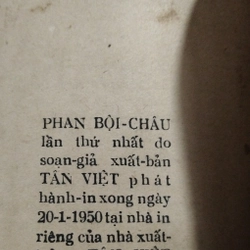 PHAN BỘI-CHÂU
lần thứ nhất do
soạn-giả xuất-bản
TÂN VIỆT phát
hành-in xong ngày
20-1-1950 tại nhà in
riêng của nhà xuất-